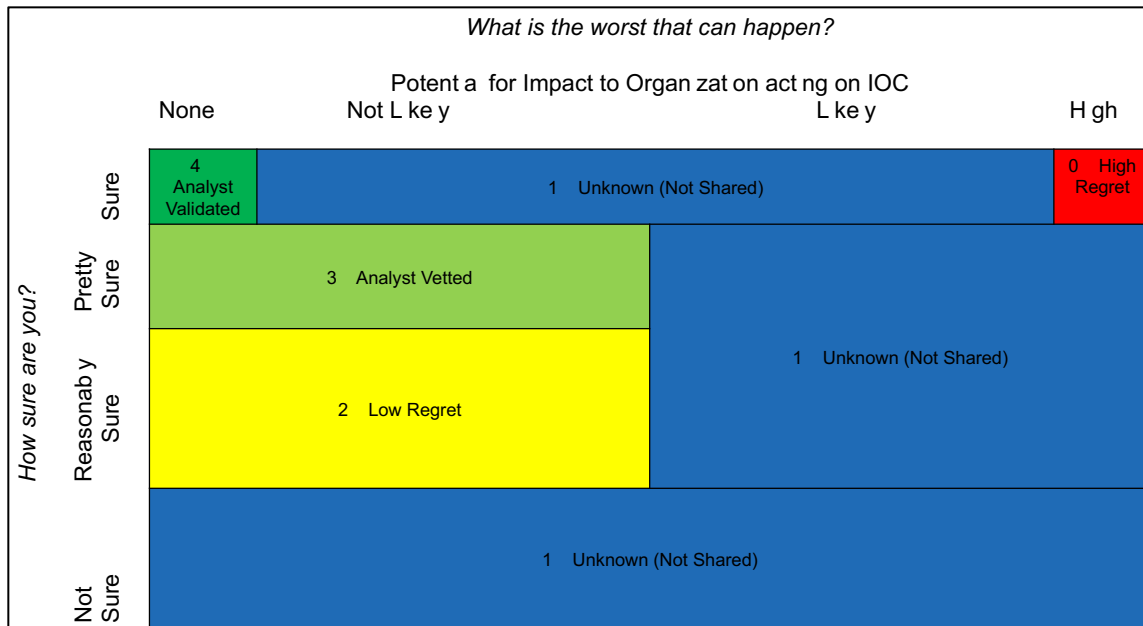 What is the worst that can happen?
Potent a for Impact to Organ zat on act ng on IOC
None Not L ke y L ke y H gh
How sure are you?
Sure
4
Analyst
Validated
1 Unknown (Not Shared)
0 High
Regret
Pretty
Sure
3 Analyst Vetted
1 Unknown (Not Shared)
Reasonab y
Sure
2 Low Regret
Not
Sure
1 Unknown (Not Shared)